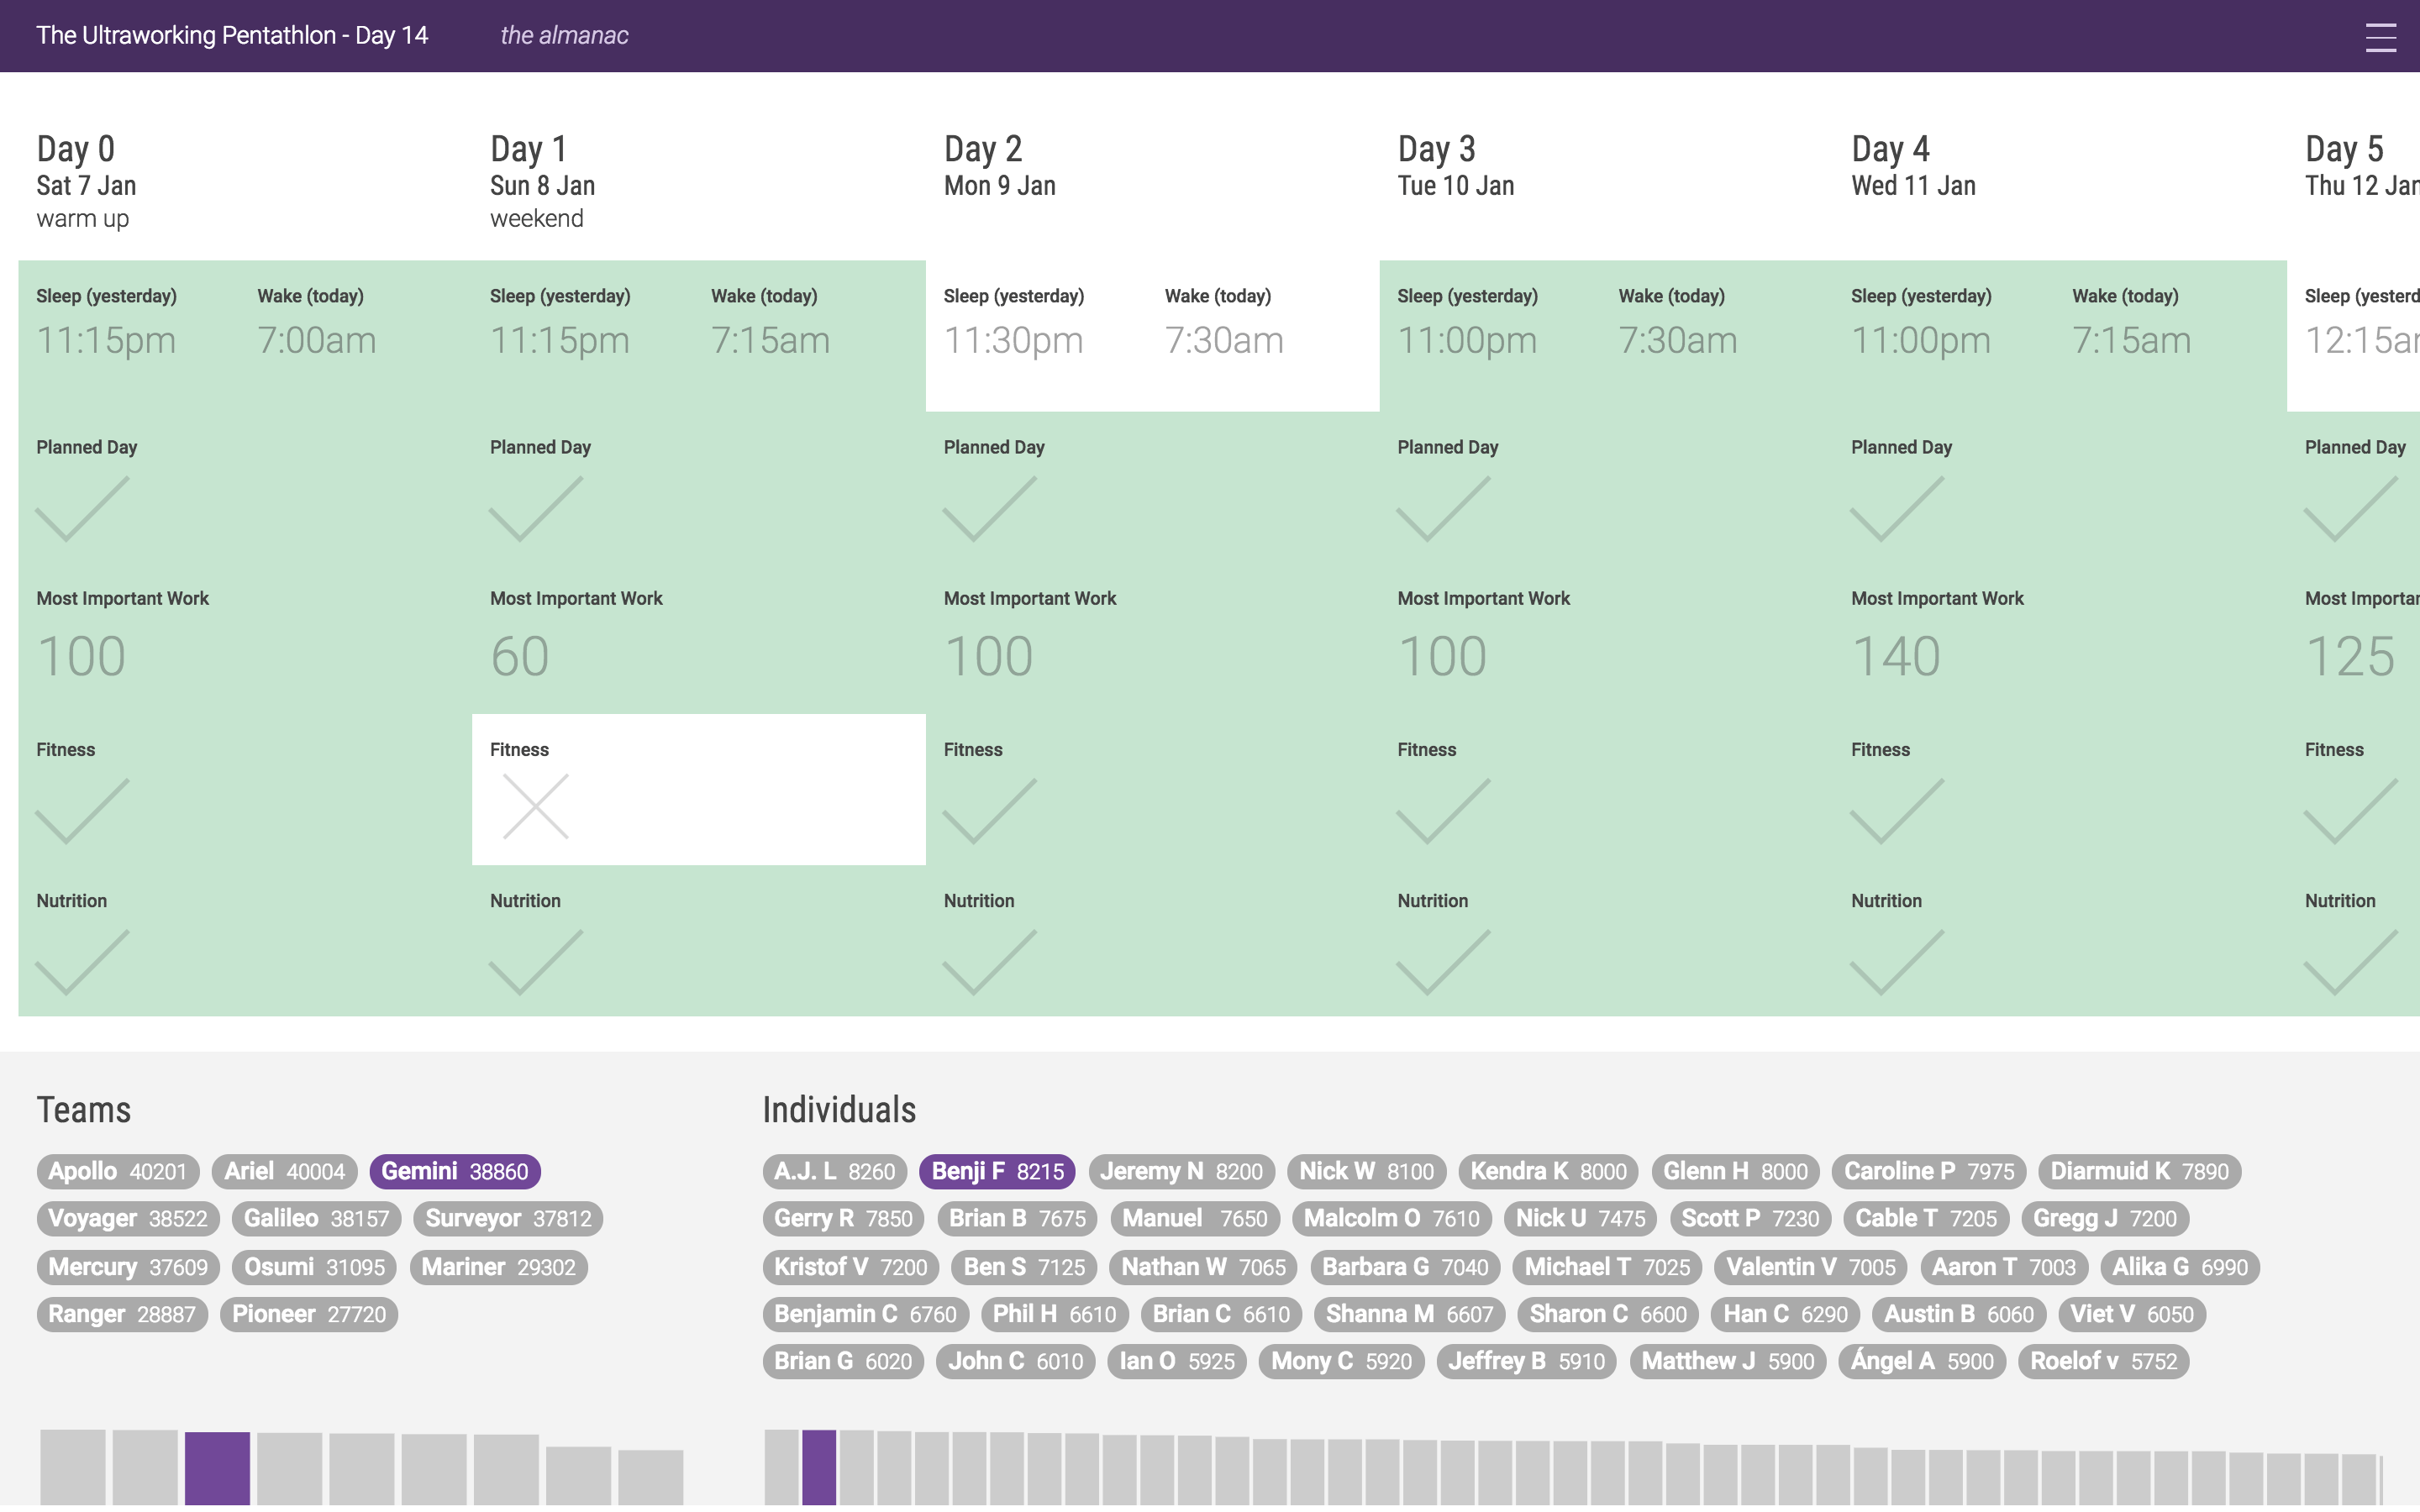 The Ultraworking Pentathlon - Day 14 the almanac
Day 0 Day 1 Day 2 Day 3 Day 4 Day 5
Sat 7 Jan Sun 8 Jan Mon 9 Jan Tue 10 Jan Wed 11 Jan Thu 12 Jan
warm up weekend
Sleep (yesterday) Wake (today) Sleep (yesterday) Wake (today) Sleep (yesterday) Wake (today) Sleep (yesterday) Wake (today) Sleep (yesterday) Wake (today) Sleep (yesterd
11:15pm 7:00am 11:15pm 7:15am 11:30pm 7:30am 11:00pm 7:30am 11:00pm 7:15am 12:15a
Planned Day Planned Day Planned Day Planned Day Planned Day Planned Day
Most Important Work Most Important Work Most Important Work Most Important Work Most Important Work Most Importa
100 60 100 100 140 125
Fitness Fitness Fitness Fitness Fitness Fitness
Nutrition Nutrition Nutrition Nutrition Nutrition Nutrition
Teams
Apollo 40201 Ariel 40004 Gemini 38860
Voyager 38522 Galileo 38157 Surveyor 37812
Mercury 37609 Osumi 31095 Mariner 29302
Ranger 28887 Pioneer 27720
Individuals
A.J. L 8260 Benji F 8215 Jeremy N 8200 Nick W 8100 Kendra K 8000 Glenn H 8000 Caroline P 7975 Diarmuid K 7890
Gerry R 7850 Brian B 7675 Manuel 7650 Malcolm O 7610 Nick U 7475 Scott P 7230 Cable T 7205 Gregg J 7200
Kristof V 7200 Ben S 7125 Nathan W 7065 Barbara G 7040 Michael T 7025 Valentin V 7005 Aaron T 7003 Alika G 6990
Benjamin C 6760 Phil H 6610 Brian C 6610 Shanna M 6607 Sharon C 6600 Han C 6290 Austin B 6060 Viet V 6050
Brian G 6020 John C 6010 Ian O 5925 Mony C 5920 Jeffrey B 5910 Matthew J 5900 Ángel A 5900 Roelof v 5752